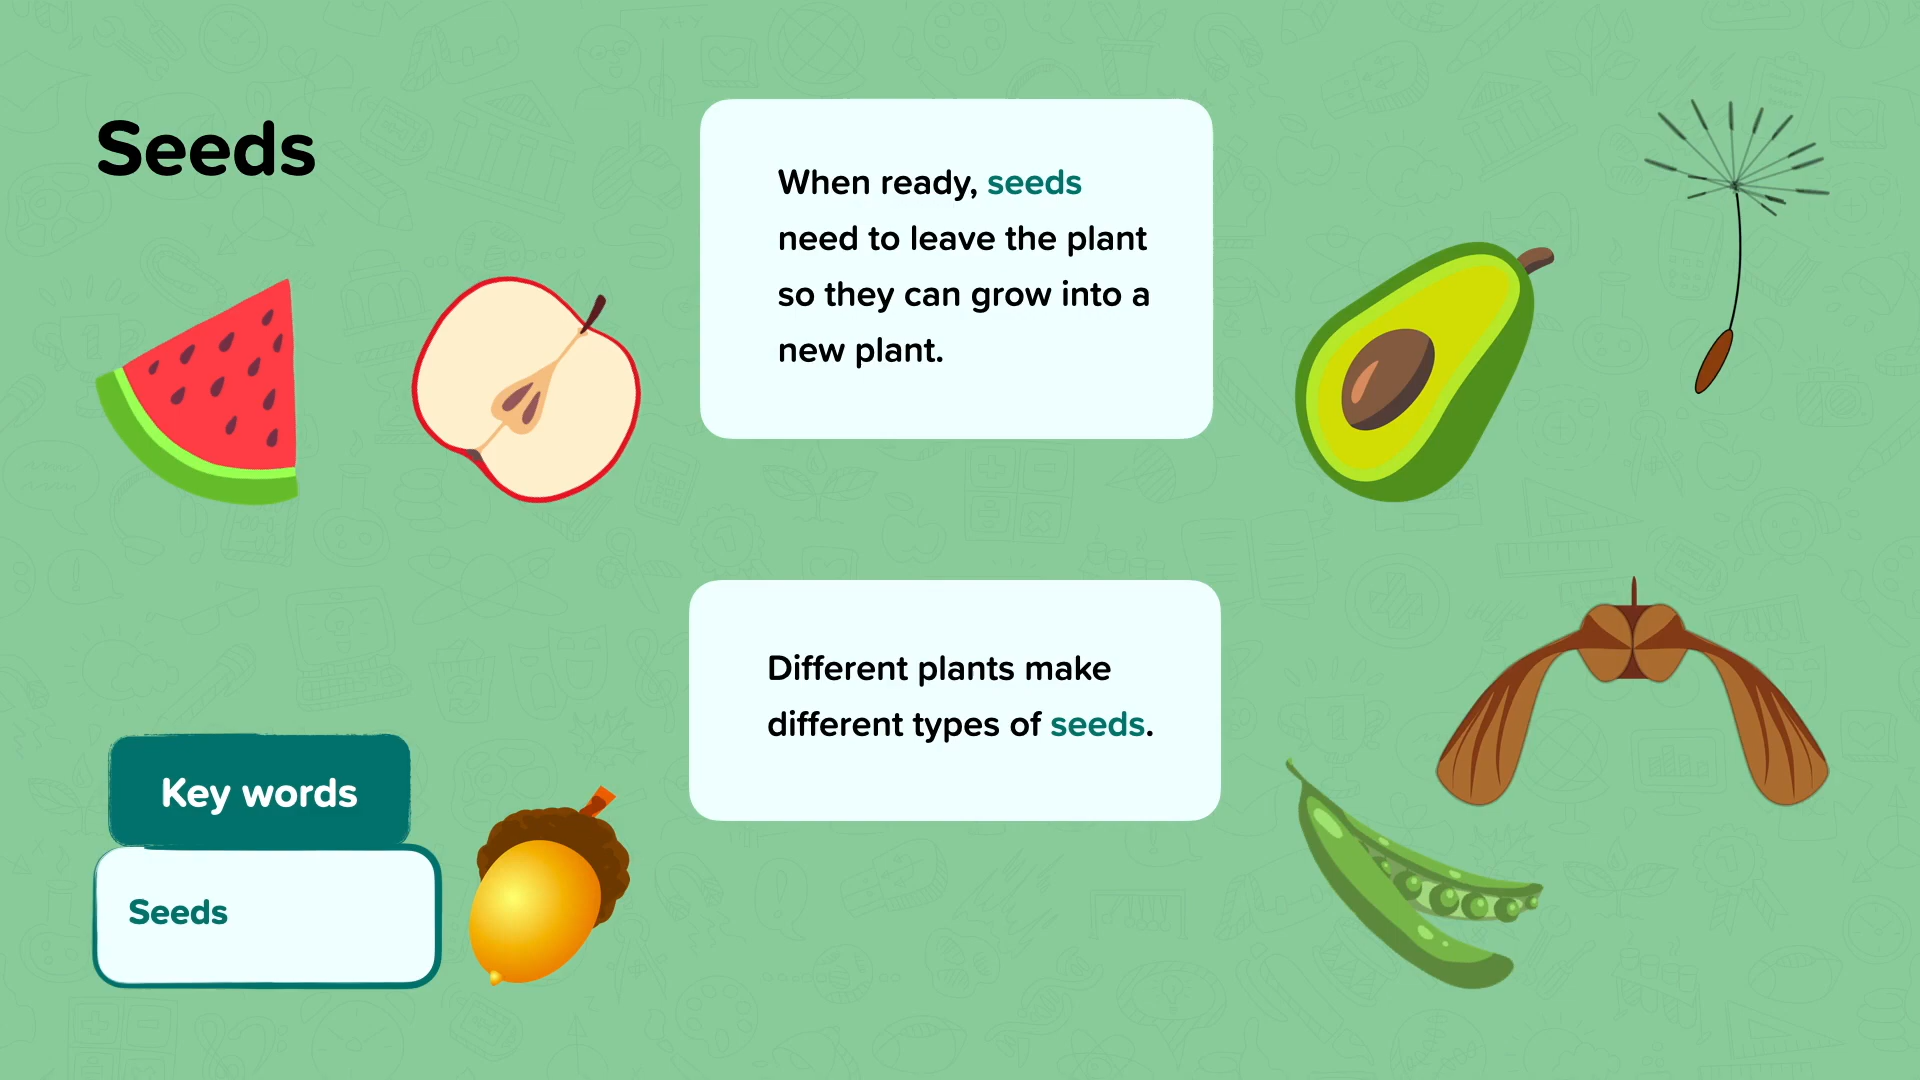 Seeds
When ready, seeds
need to leave the plant
so they can grow into a
new plant.
Different plants make
different types of seeds.
Key words
Seeds